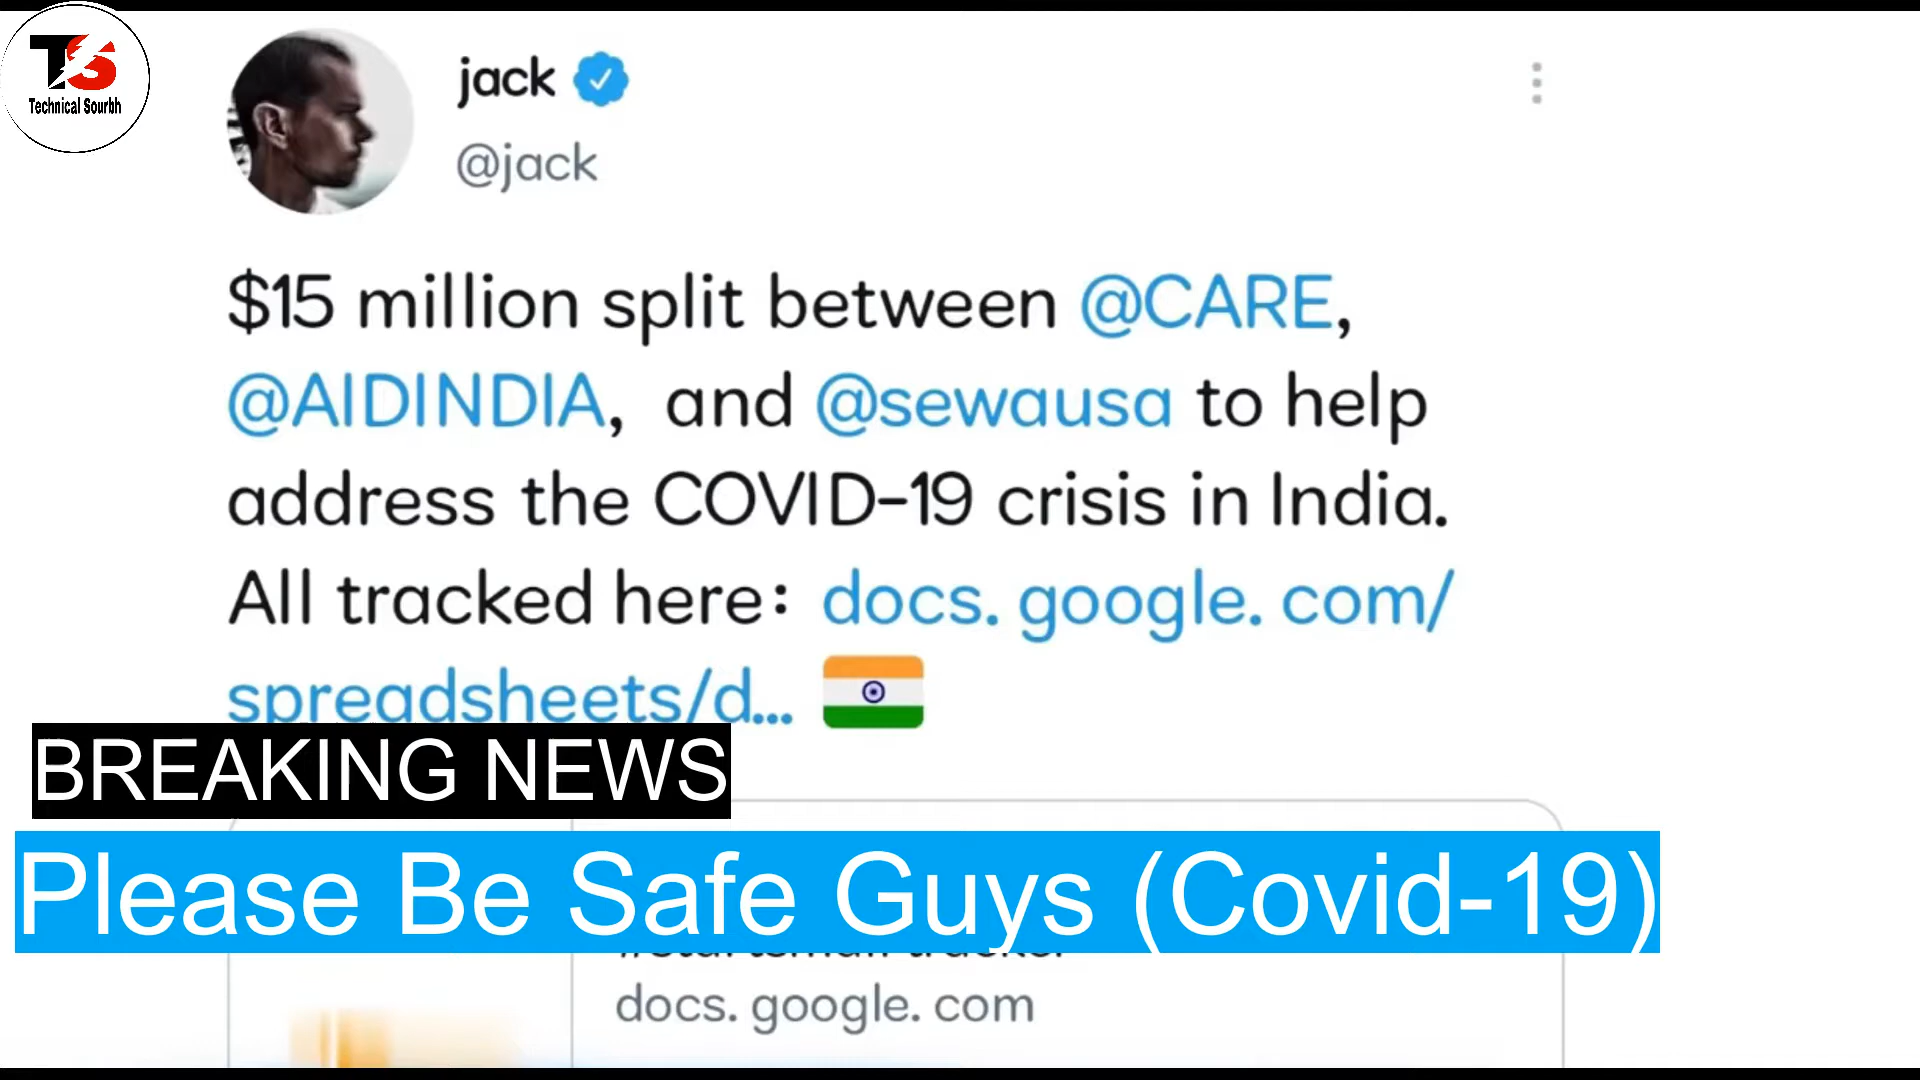 TS
Technical Sourbh
jack
@jack
$15 million split between @CARE,
@AIDINDIA, and @sewausa to help
address the COVID-19 crisis in India.
All tracked here: docs. google. com/
spreadsheets/d...
BREAKING NEWS
Please Be Safe Guys (Covid-19)
docs. google. com